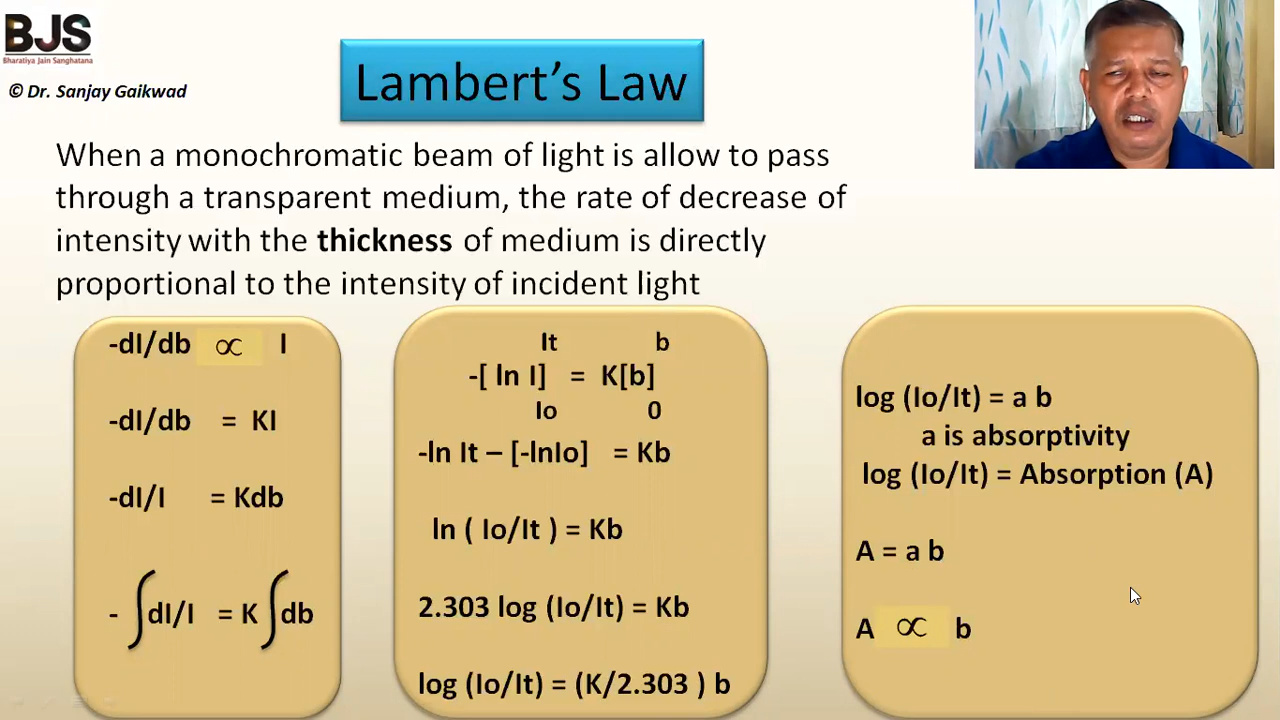 BJS
Bharatiya Jain Sanghatana
© Dr. Sanjay Gaikwad
Lambert's Law
When a monochromatic beam of light is allow to pass
through a transparent medium, the rate of decrease of
intensity with the thickness of medium is directly
proportional to the intensity of incident light
-dI/db ∝ I
-dI/db = KI
-dI/I = Kdb
- ∫dI/I = K ∫db
It b
-[ ln I] = K[b]
Io 0
-ln It – [-lnIo] = Kb
ln ( Io/It ) = Kb
2.303 log (Io/It) = Kb
log (Io/It) = (K/2.303 ) b
log (Io/It) = a b
a is absorptivity
log (Io/It) = Absorption (A)
A = a b
A ∝ b